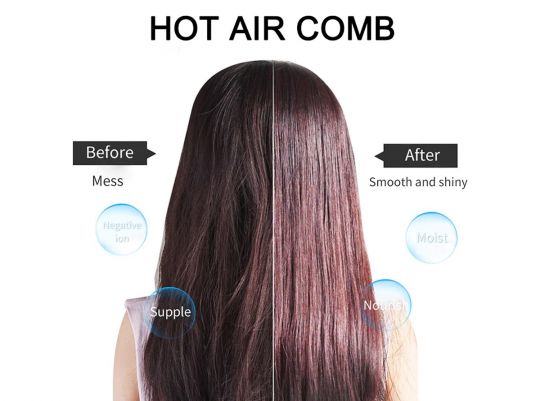 HOT AIR COMB
Before
After
Mess
Smooth and shiny
Negative
ion
Moist
Supple